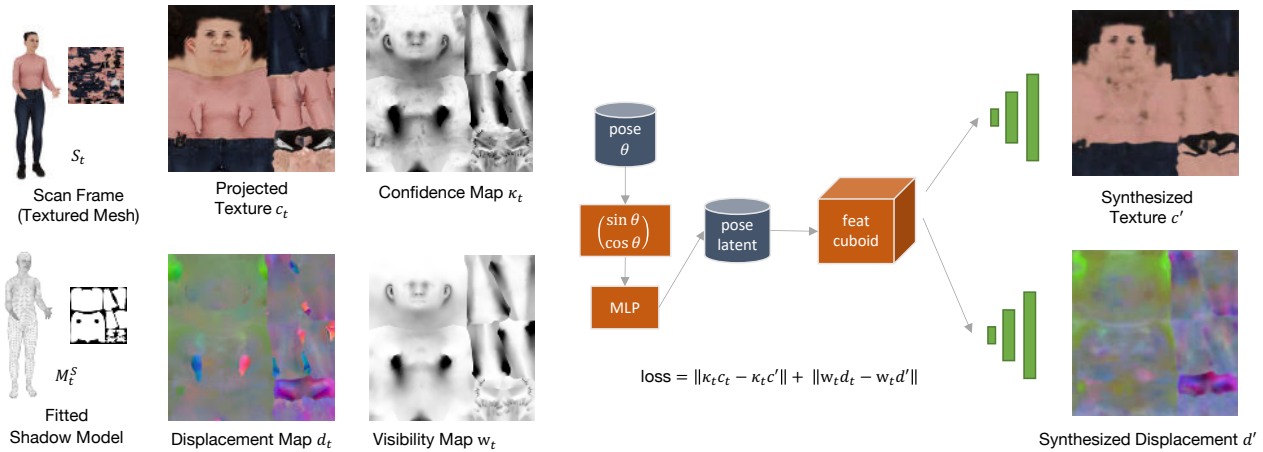 S_t
Scan Frame
(Textured Mesh)
Projected
Texture c_t
Confidence Map κ_t
M_t^S
Fitted
Shadow Model
Displacement Map d_t
Visibility Map w_t
pose
θ
(sin θ
cos θ)
MLP
pose
latent
feat
cuboid
loss = ‖κ_t c_t − κ_t c′‖ + ‖w_t d_t − w_t d′‖
Synthesized
Texture c′
Synthesized Displacement d′